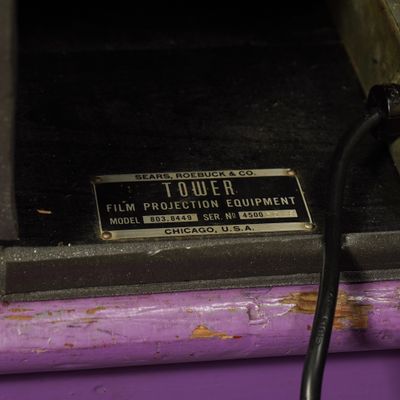 SEARS, ROEBUCK & CO.
TOWER
FILM PROJECTION EQUIPMENT
MODEL 803.8449 SER. Nº 4500
CHICAGO, U.S.A.